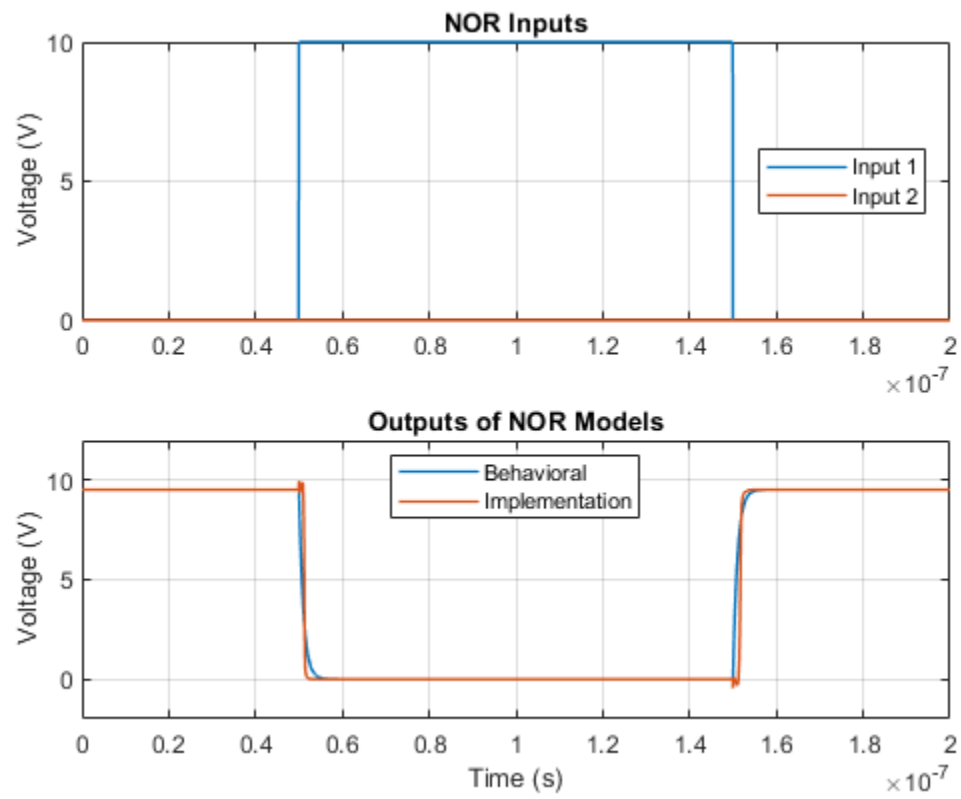 NOR Inputs
10
5
0
Voltage (V)
Input 1
Input 2
0 0.2 0.4 0.6 0.8 1 1.2 1.4 1.6 1.8 2
×10-7
Outputs of NOR Models
10
5
0
Voltage (V)
Behavioral
Implementation
0 0.2 0.4 0.6 0.8 1 1.2 1.4 1.6 1.8 2
Time (s)
×10-7